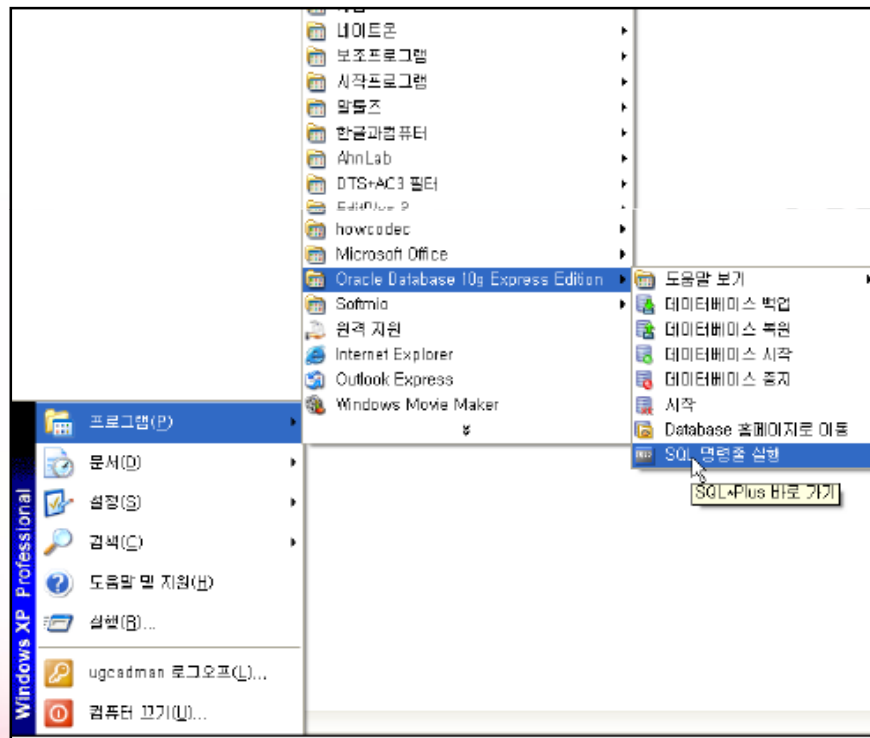 네이트온
보조프로그램
시작프로그램
알툴즈
한글과컴퓨터
AhnLab
DTS+AC3 필터
howcodec
Microsoft Office
Oracle Database 10g Express Edition
Softmio
원격 지원
Internet Explorer
Outlook Express
Windows Movie Maker
도움말 보기
데이터베이스 백업
데이터베이스 복원
데이터베이스 시작
데이터베이스 중지
시작
Database 홈페이지로 이동
SQL 명령줄 실행
SQL*Plus 바로 가기
프로그램(P)
문서(D)
설정(S)
검색(C)
도움말 및 지원(H)
실행(R)...
ugcadman 로그오프(L)...
컴퓨터 끄기(U)...
Windows XP Professional